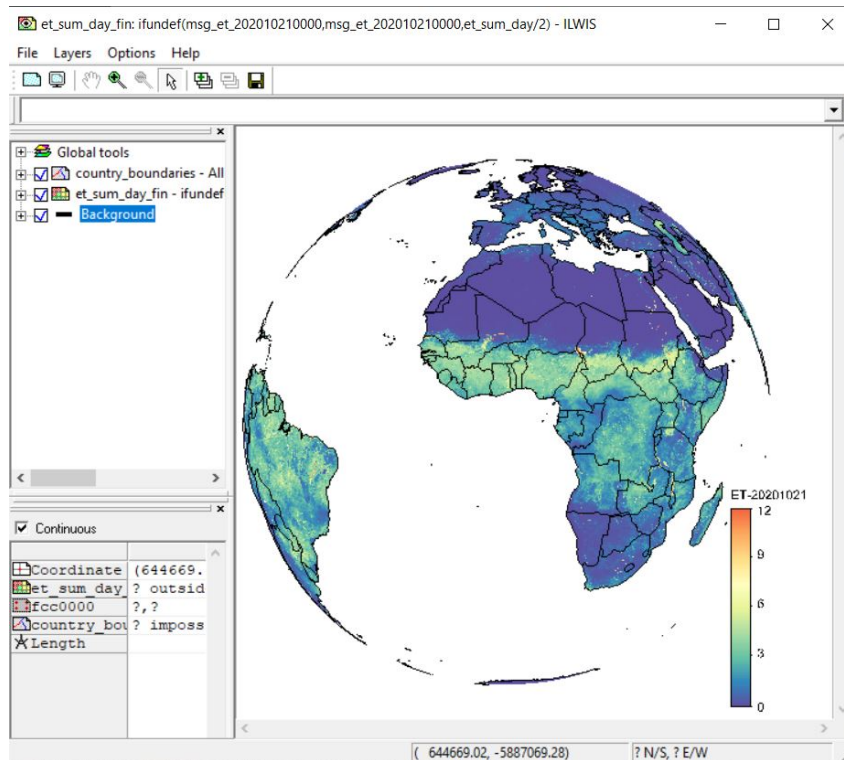 et_sum_day_fin: ifundef(msg_et_202010210000,msg_et_202010210000,et_sum_day/2) - ILWIS
File Layers Options Help
Global tools
country_boundaries - All
et_sum_day_fin - ifundef
Background
Continuous
Coordinate (644669.
et_sum_day_ ? outsid
fcc0000 ?,?
country_bou ? imposs
Length
ET-20201021
12
9
6
3
0
( 644669.02, -5887069.28) ? N/S, ? E/W